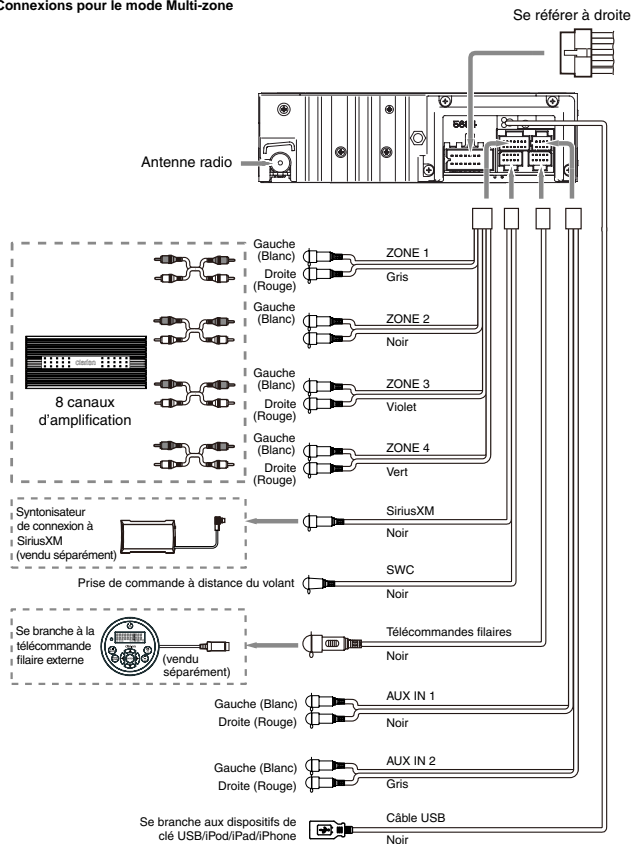 Connexions pour le mode Multi-zone
Se référer à droite
Antenne radio
Gauche
(Blanc)
ZONE 1
Droite
(Rouge)
Gris
Gauche
(Blanc)
ZONE 2
Noir
clarion
8 canaux
d'amplification
Gauche
(Blanc)
ZONE 3
Droite
(Rouge)
Violet
Gauche
(Blanc)
ZONE 4
Droite
(Rouge)
Vert
Syntonisateur
de connexion à
SiriusXM
(vendu séparément)
SiriusXM
Noir
Prise de commande à distance du volant
SWC
Noir
Se branche à la
télécommande
filaire externe
(vendu
séparément)
Télécommandes filaires
Noir
Gauche (Blanc)
AUX IN 1
Droite (Rouge)
Noir
Gauche (Blanc)
AUX IN 2
Droite (Rouge)
Gris
Se branche aux dispositifs de
clé USB/iPod/iPad/iPhone
Câble USB
Noir